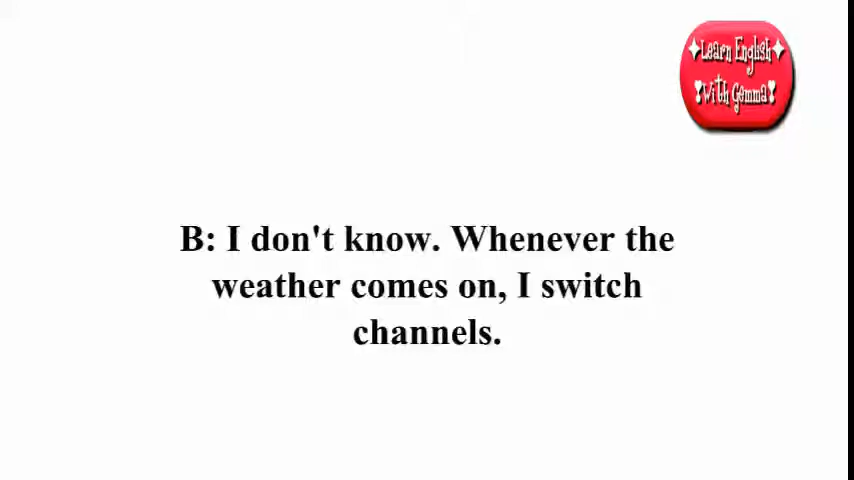 Learn English
With Gemma
B: I don't know. Whenever the
weather comes on, I switch
channels.